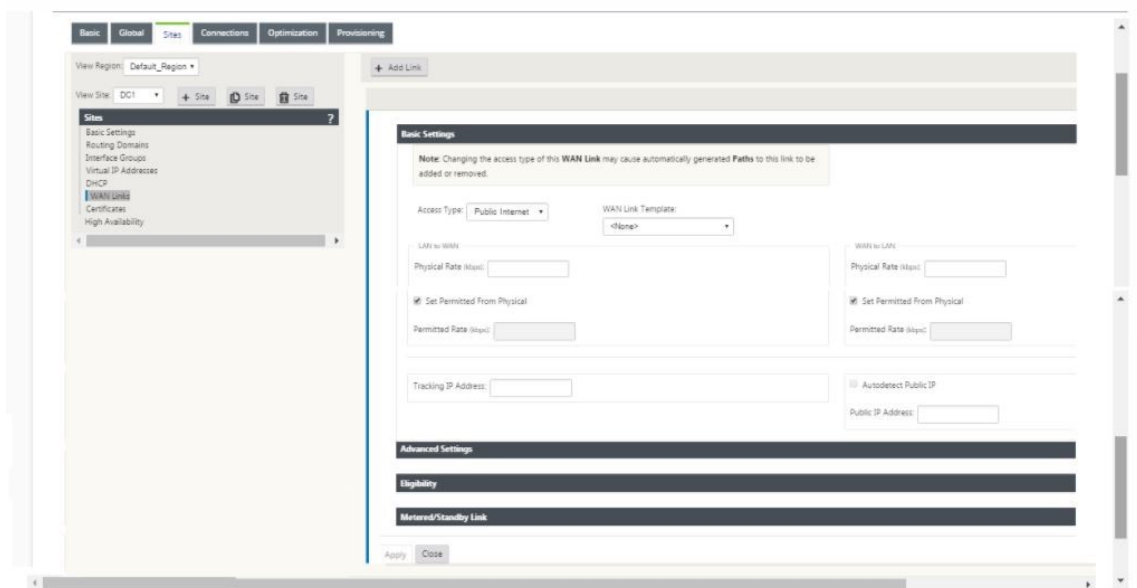 Basic Global Sites Connections Optimization Provisioning
View Region: Default_Region
+ Add Link
View Site: DC1 + Site Site Site
Sites ?
Basic Settings
Routing Domains
Interface Groups
Virtual IP Addresses
DHCP
WAN Links
Certificates
High Availability
Basic Settings
Note: Changing the access type of this WAN Link may cause automatically generated Paths to this link to be
added or removed.
Access Type: Public Internet WAN Link Template:
<None>
LAN to WAN WAN to LAN
Physical Rate (kbps): Physical Rate (kbps):
Set Permitted From Physical Set Permitted From Physical
Permitted Rate (kbps): Permitted Rate (kbps):
Tracking IP Address: Autodetect Public IP
Public IP Address:
Advanced Settings
Eligibility
Metered/Standby Link
Apply Close